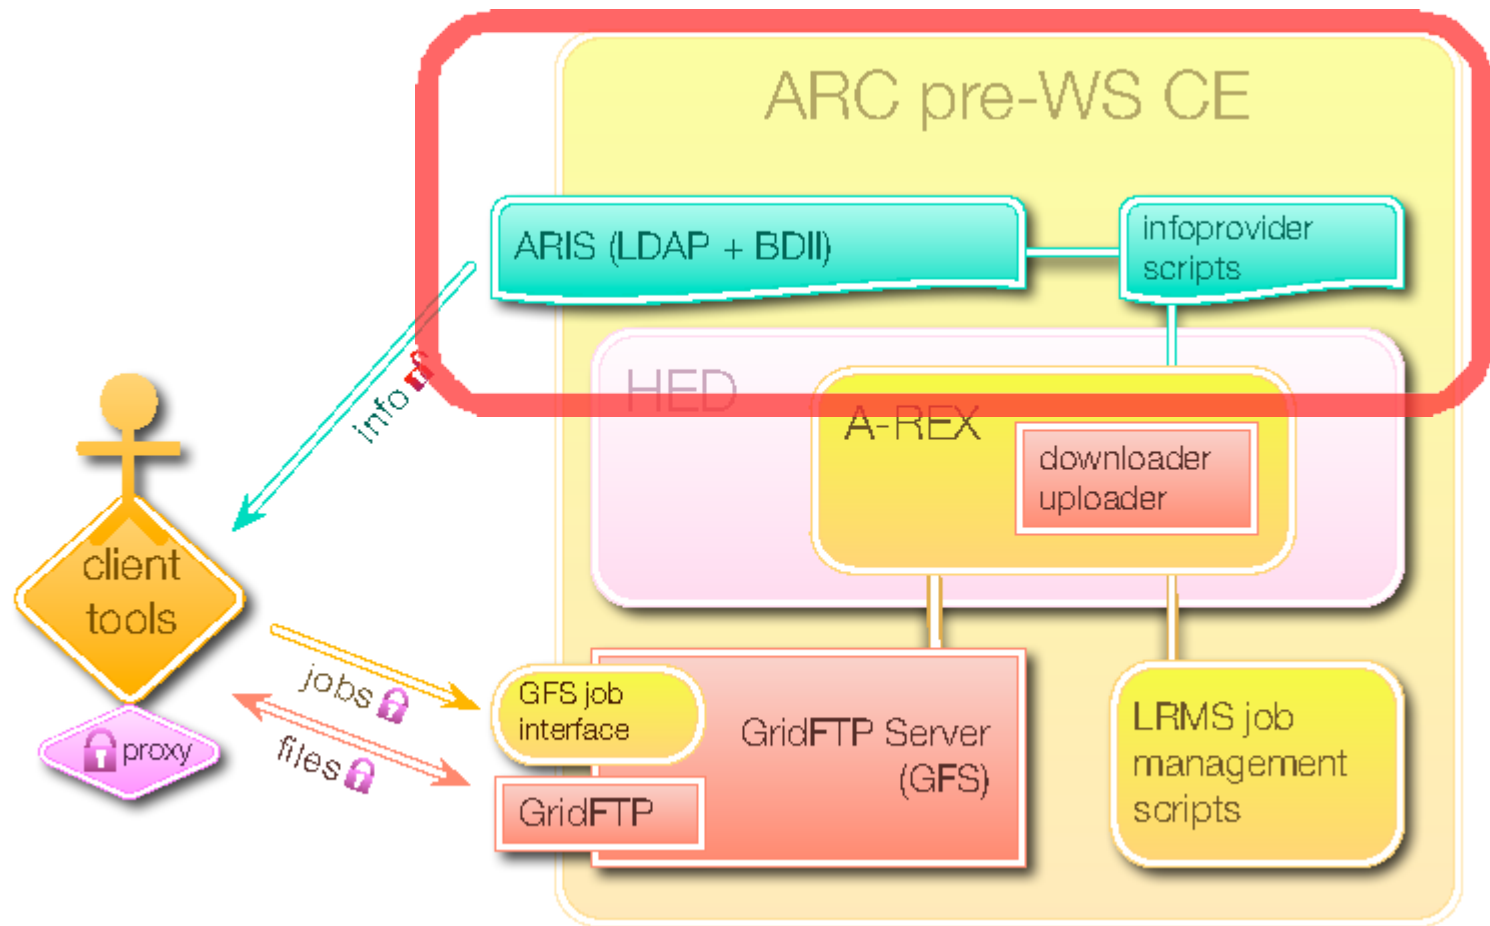 ARC pre-WS CE
ARIS (LDAP + BDII)
infoprovider
scripts
info
HED
A-REX
downloader
uploader
client
tools
proxy
jobs
files
GFS job
interface
GridFTP
GridFTP Server
(GFS)
LRMS job
management
scripts